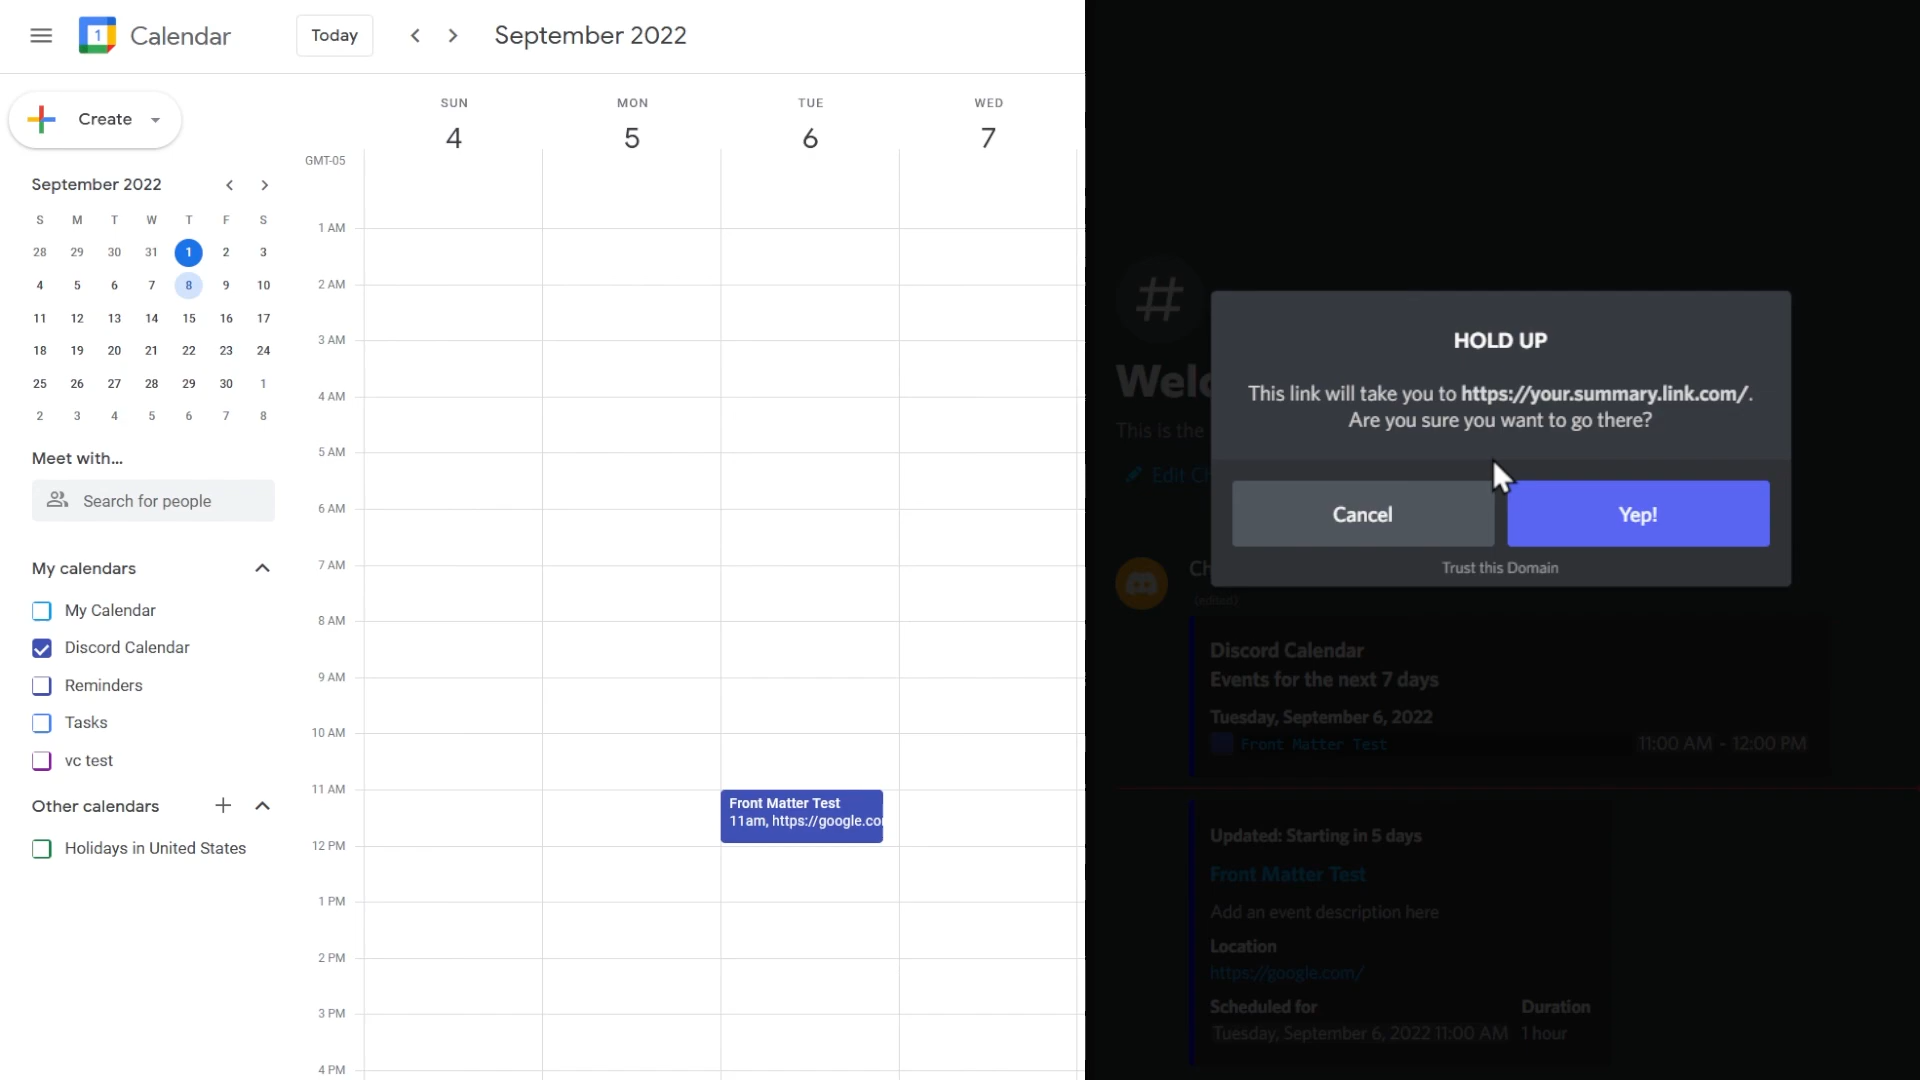 1
Calendar
Today
September 2022
Create
September 2022
S M T W T F S
28 29 30 31 1 2 3
4 5 6 7 8 9 10
11 12 13 14 15 16 17
18 19 20 21 22 23 24
25 26 27 28 29 30 1
2 3 4 5 6 7 8
Meet with...
Search for people
My calendars
My Calendar
Discord Calendar
Reminders
Tasks
vc test
Other calendars
Holidays in United States
SUN MON TUE WED
4 5 6 7
GMT-05
1 AM
2 AM
3 AM
4 AM
5 AM
6 AM
7 AM
8 AM
9 AM
10 AM
11 AM
12 PM
1 PM
2 PM
3 PM
4 PM
Front Matter Test
11am, https://google.co
#
This is the
HOLD UP
This link will take you to https://your.summary.link.com/.
Are you sure you want to go there?
Cancel
Yep!
Trust this Domain
(edited)
Discord Calendar
Events for the next 7 days
Tuesday, September 6, 2022
Front Matter Test 11:00 AM - 12:00 PM
Updated: Starting in 5 days
Front Matter Test
Add an event description here
Location
https://google.com/
Scheduled for Duration
Tuesday, September 6, 2022 11:00 AM 1 hour